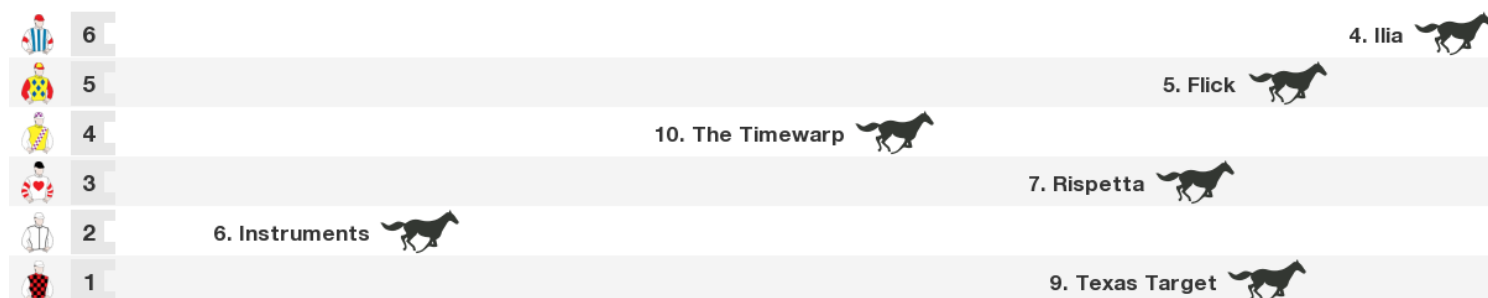 6 4. Ilia
5 5. Flick
4 10. The Timewarp
3 7. Rispetta
2 6. Instruments
1 9. Texas Target